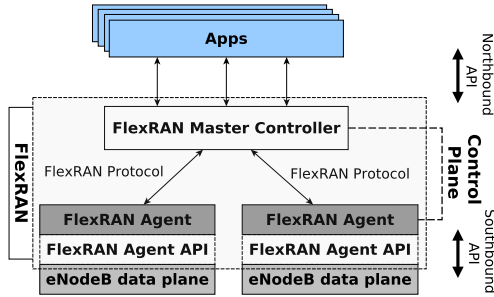 Apps
Northbound
API
FlexRAN Master Controller
FlexRAN
FlexRAN Protocol
FlexRAN Protocol
Control
Plane
FlexRAN Agent
FlexRAN Agent
FlexRAN Agent API
FlexRAN Agent API
Southbound
API
eNodeB data plane
eNodeB data plane